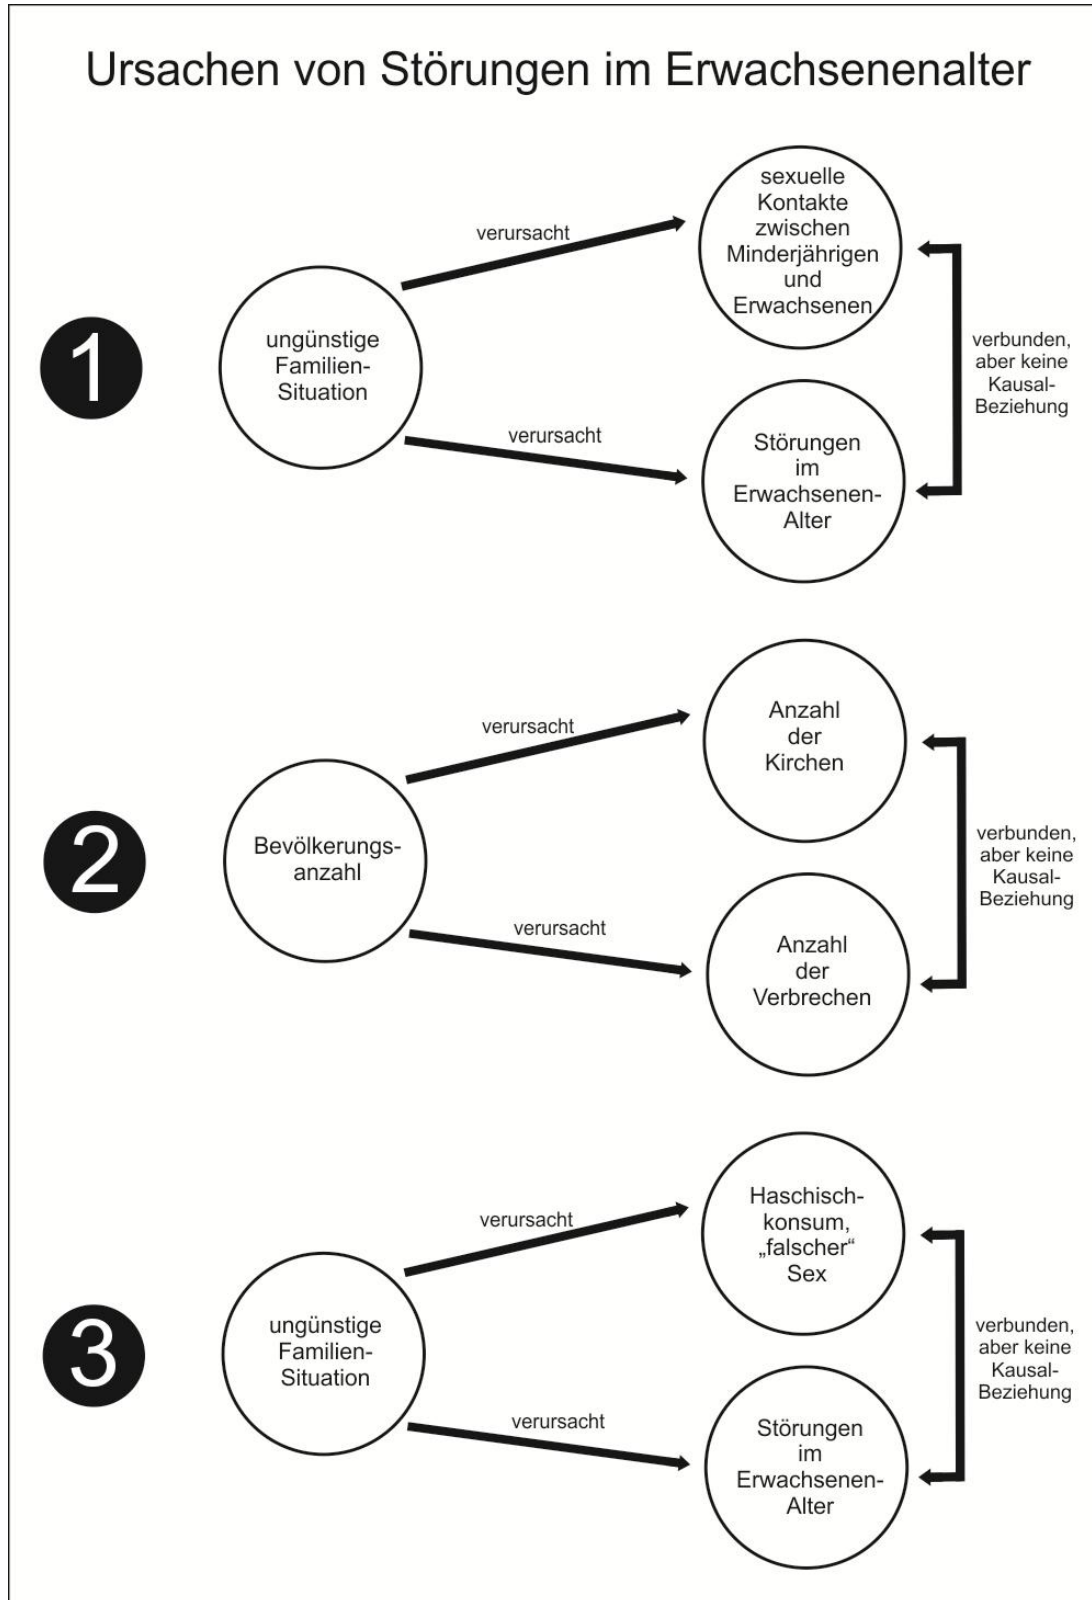 Ursachen von Störungen im Erwachsenenalter
1
ungünstige
Familien-
Situation
verursacht
sexuelle
Kontakte
zwischen
Minderjährigen
und
Erwachsenen
verursacht
Störungen
im
Erwachsenen-
Alter
verbunden,
aber keine
Kausal-
Beziehung
2
Bevölkerungs-
anzahl
verursacht
Anzahl
der
Kirchen
verursacht
Anzahl
der
Verbrechen
verbunden,
aber keine
Kausal-
Beziehung
3
ungünstige
Familien-
Situation
verursacht
Haschisch-
konsum,
„falscher“
Sex
verursacht
Störungen
im
Erwachsenen-
Alter
verbunden,
aber keine
Kausal-
Beziehung